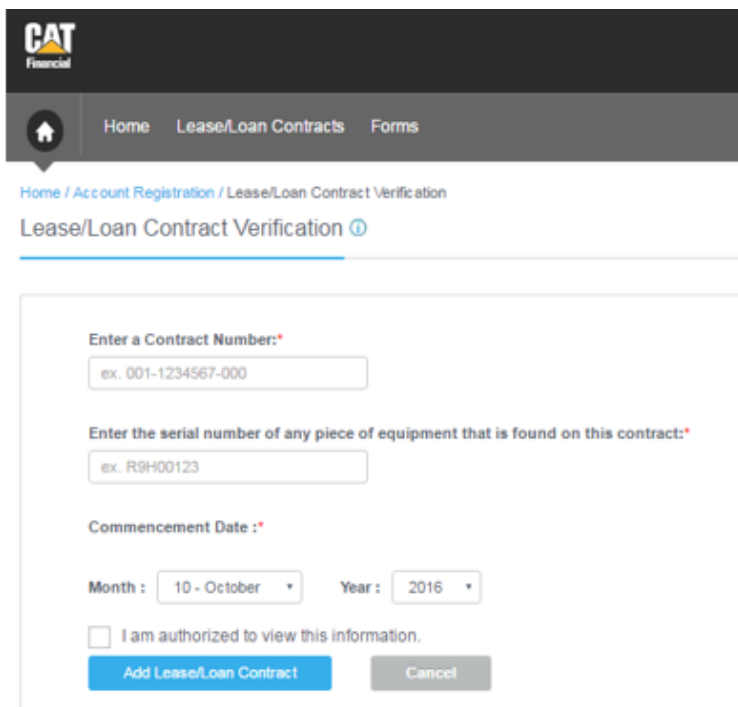 CAT
Financial
Home Lease/Loan Contracts Forms
Home / Account Registration / Lease/Loan Contract Verification
Lease/Loan Contract Verification
Enter a Contract Number:*
ex. 001-1234567-000
Enter the serial number of any piece of equipment that is found on this contract:*
ex. R9H00123
Commencement Date :*
Month : 10 - October Year : 2016
I am authorized to view this information.
Add Lease/Loan Contract Cancel